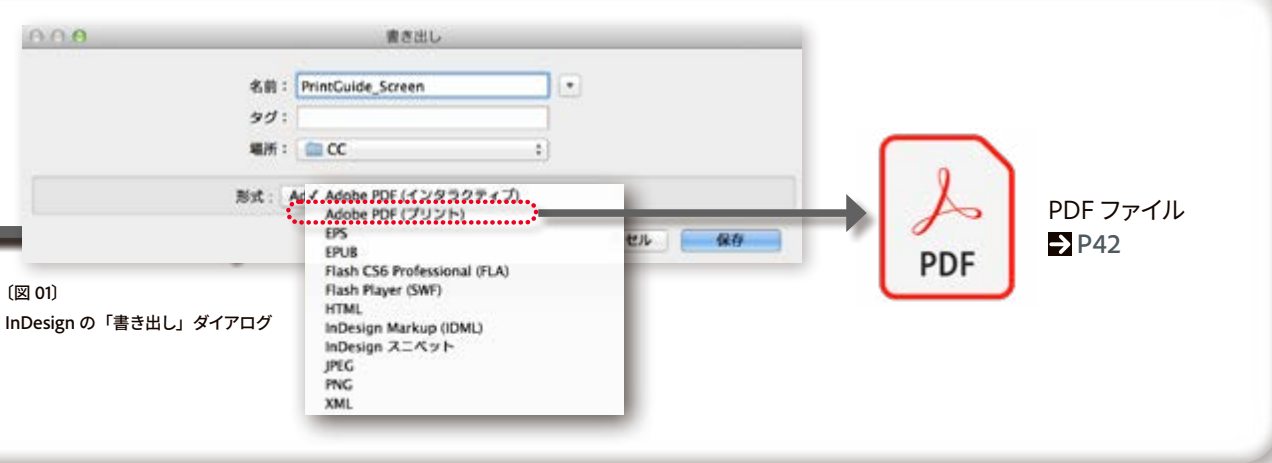 書き出し
名前： PrintGuide_Screen
タグ：
場所： CC
形式： Ad ✓ Adobe PDF (インタラクティブ)
Adobe PDF (プリント)
EPS
セル 保存
EPUB
Flash CS6 Professional (FLA)
Flash Player (SWF)
HTML
InDesign Markup (IDML)
InDesign スニペット
JPEG
PNG
XML
PDF
PDF ファイル
P42
〔図 01〕
InDesign の「書き出し」ダイアログ